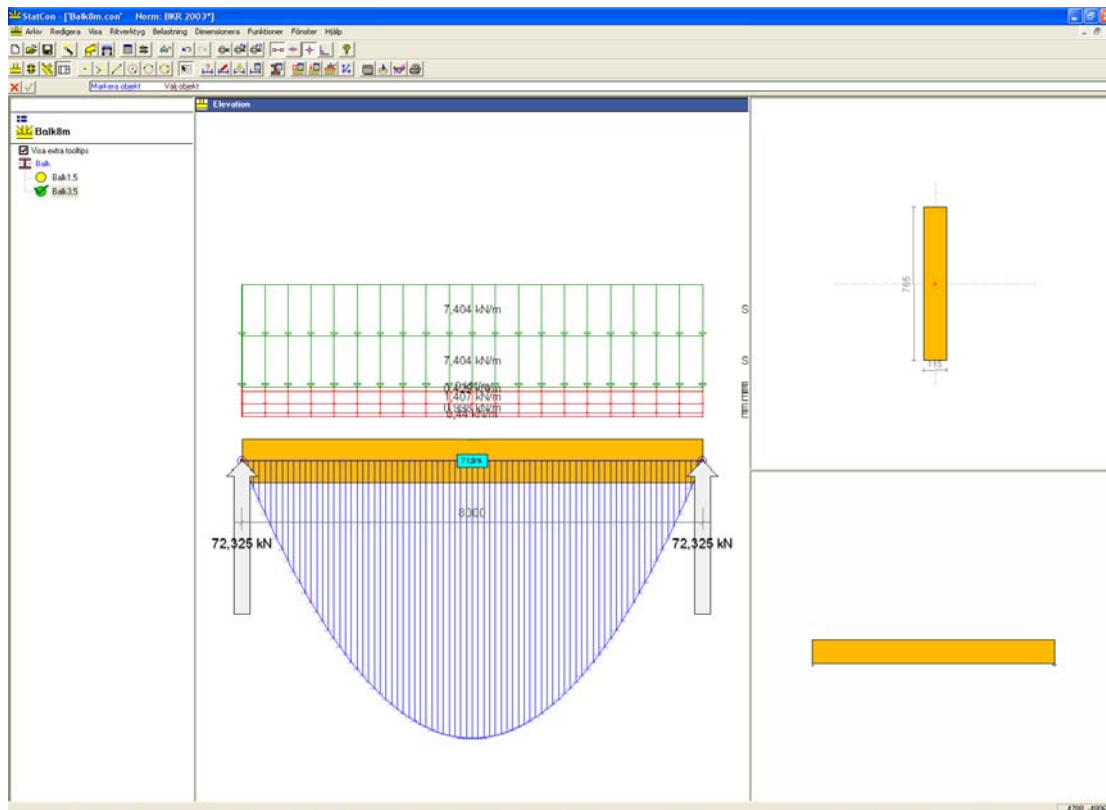 StatCon - ['Balk8m.con' Norm: BKR 2003*]
Arkiv Redigera Visa Ritverktyg Belastning Dimensionera Funktioner Fönster Hjälp
Markera objekt Välj objekt
Elevation
Balk8m
Visa extra tooltips
Balk
Balk1,5
Balk3,5
7,404 kN/m
S
7,404 kN/m
S
1,407 kN/m
8000
72,325 kN
72,325 kN
765
115